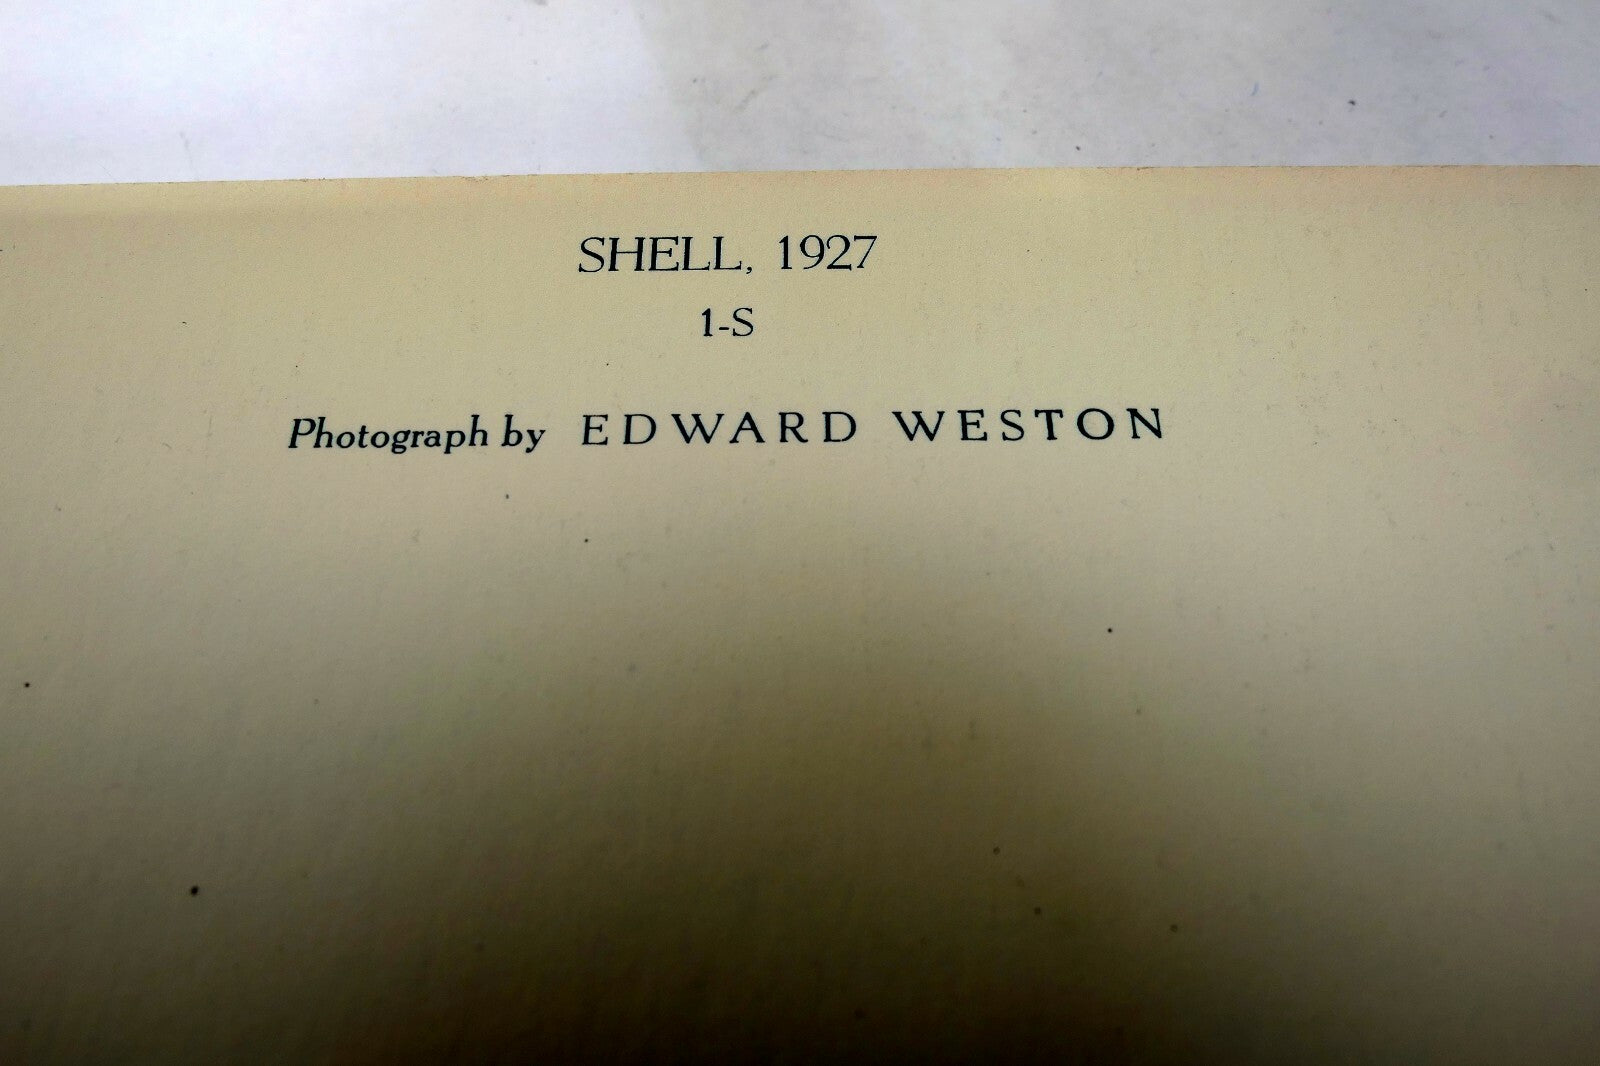 SHELL, 1927
1-S
Photograph by EDWARD WESTON